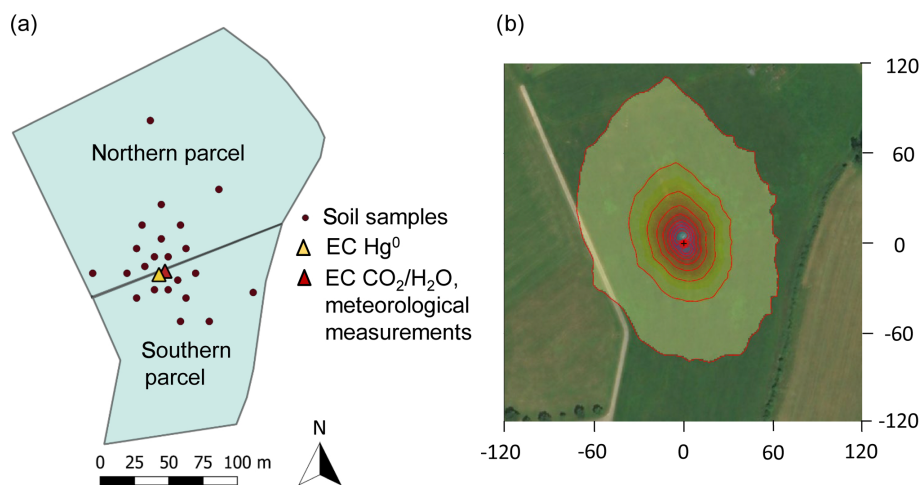 (a)
Northern parcel
Southern
parcel
Soil samples
EC Hg⁰
EC CO₂/H₂O,
meteorological
measurements
N
0 25 50 75 100 m
(b)
120
60
0
-60
-120
-120 -60 0 60 120